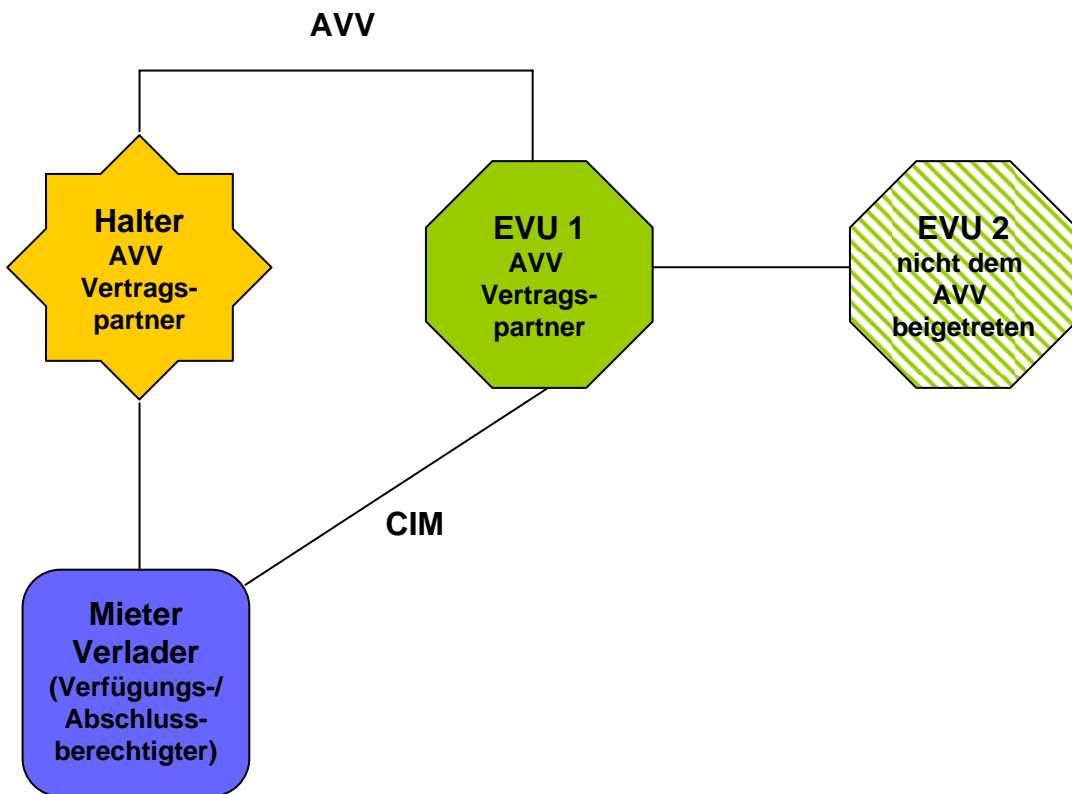 AVV
Halter
AVV
Vertrags-
partner
EVU 1
AVV
Vertrags-
partner
EVU 2
nicht dem
AVV
beigetreten
CIM
Mieter
Verlader
(Verfügungs-/
Abschluss-
berechtigter)